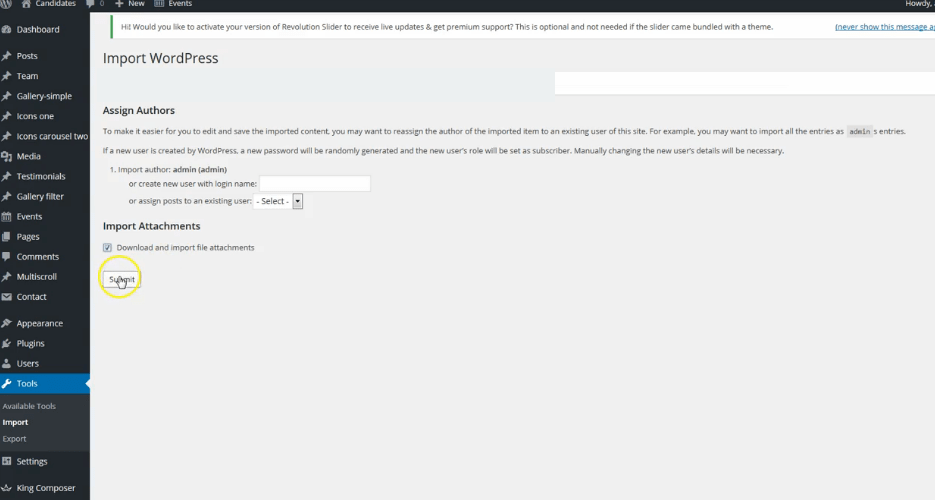 Candidates 0 New Events Howdy,
Hi! Would you like to activate your version of Revolution Slider to receive live updates & get premium support? This is optional and not needed if the slider came bundled with a theme. (never show this message
Dashboard
Import WordPress
Posts
Team
Gallery-simple
Icons one
Icons carousel two
Media
Testimonials
Gallery filter
Events
Pages
Comments
Multiscroll
Contact
Appearance
Plugins
Users
Tools
Available Tools
Import
Export
Settings
King Composer
Assign Authors
To make it easier for you to edit and save the imported content, you may want to reassign the author of the imported item to an existing user of this site. For example, you may want to import all the entries as admin s entries.
If a new user is created by WordPress, a new password will be randomly generated and the new user's role will be set as subscriber. Manually changing the new user's details will be necessary.
1. Import author: admin (admin)
or create new user with login name:
or assign posts to an existing user: - Select -
Import Attachments
Download and import file attachments
Submit